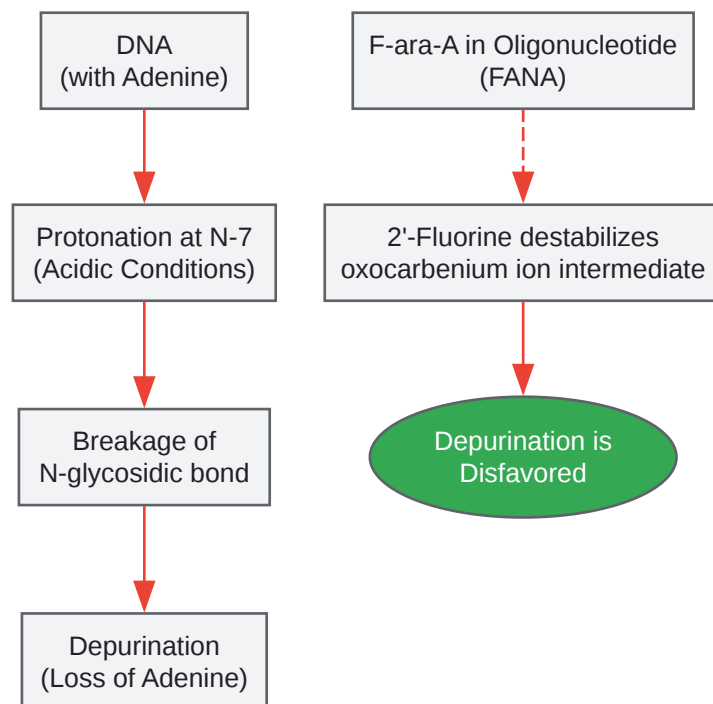 DNA
(with Adenine)
Protonation at N-7
(Acidic Conditions)
Breakage of
N-glycosidic bond
Depurination
(Loss of Adenine)
F-ara-A in Oligonucleotide
(FANA)
2'-Fluorine destabilizes
oxocarbenium ion intermediate
Depurination is
Disfavored